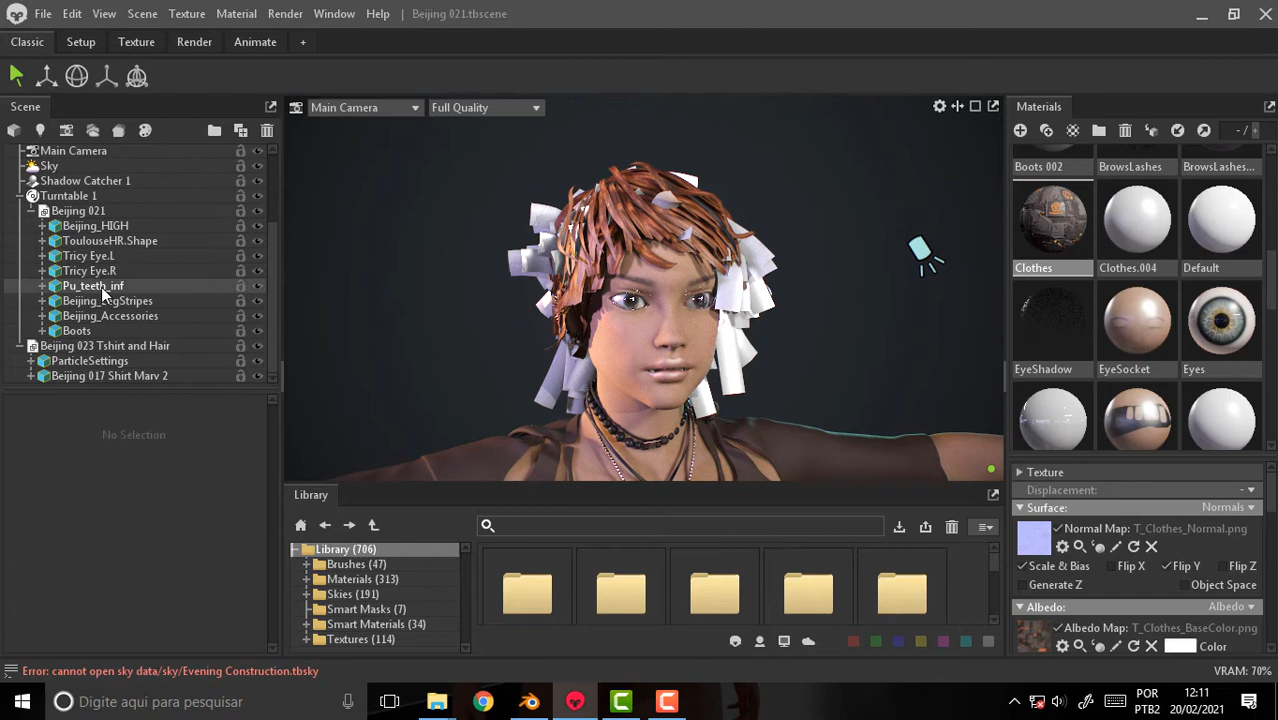 File Edit View Scene Texture Material Render Window Help Beijing 021.tbscene
Classic Setup Texture Render Animate +
Scene
Main Camera Full Quality
Materials
Main Camera
Sky
Shadow Catcher 1
Turntable 1
Beijing 021
Beijing_HIGH
ToulouseHR.Shape
Tricy Eye.L
Tricy Eye.R
Pu_teeth_inf
Beijing_LegStripes
Beijing_Accessories
Boots
Beijing 023 Tshirt and Hair
ParticleSettings
Beijing 017 Shirt Marv 2
No Selection
Boots 002 BrowsLashes BrowsLashes...
Clothes Clothes.004 Default
EyeShadow EyeSocket Eyes
Texture
Displacement: -
Surface: Normals
Normal Map: T_Clothes_Normal.png
Scale & Bias Flip X Flip Y Flip Z
Generate Z Object Space
Albedo: Albedo
Albedo Map: T_Clothes_BaseColor.png
Color
Library
Library (706)
Brushes (47)
Materials (313)
Skies (191)
Smart Masks (7)
Smart Materials (34)
Textures (114)
Error: cannot open sky data/sky/Evening Construction.tbsky
VRAM: 70%
Digite aqui para pesquisar
POR
PTB2
12:11
20/02/2021